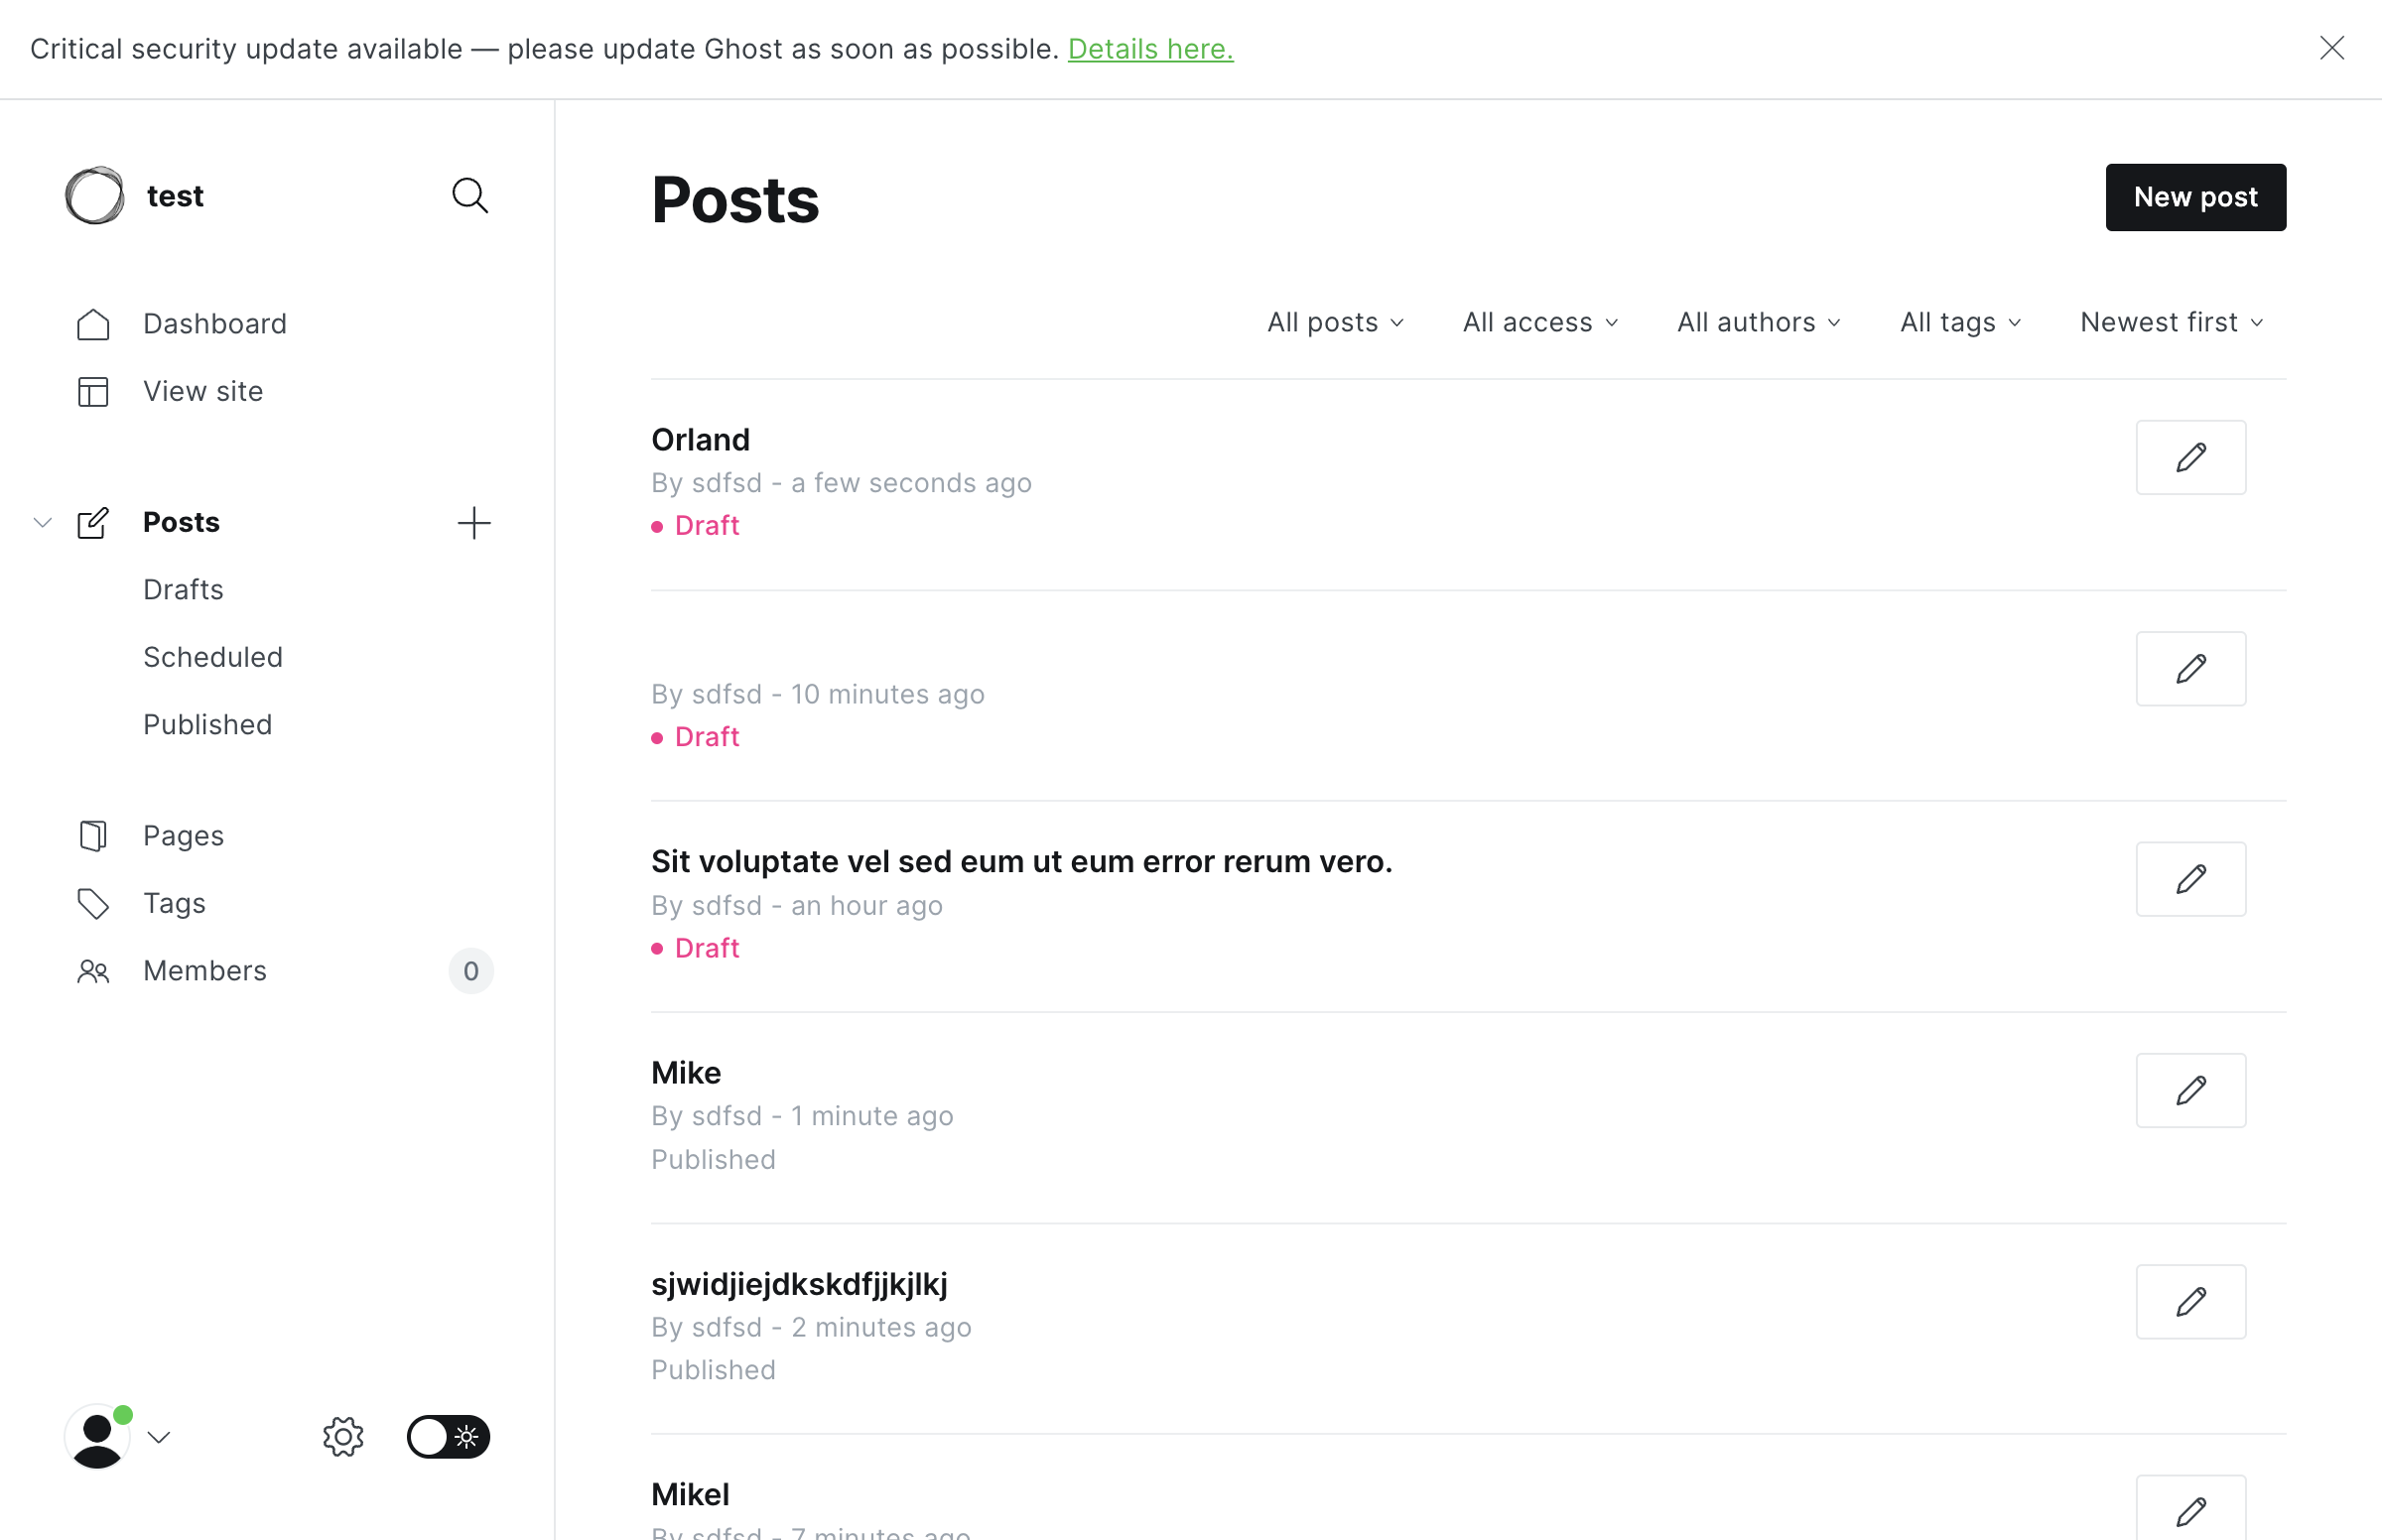 Critical security update available — please update Ghost as soon as possible. Details here.
test
Dashboard
View site
Posts
Drafts
Scheduled
Published
Pages
Tags
Members 0
Posts
New post
All posts All access All authors All tags Newest first
Orland
By sdfsd - a few seconds ago
Draft
By sdfsd - 10 minutes ago
Draft
Sit voluptate vel sed eum ut eum error rerum vero.
By sdfsd - an hour ago
Draft
Mike
By sdfsd - 1 minute ago
Published
sjwidjiejdkskdfjjkjlkj
By sdfsd - 2 minutes ago
Published
Mikel
By sdfsd - 7 minutes ago